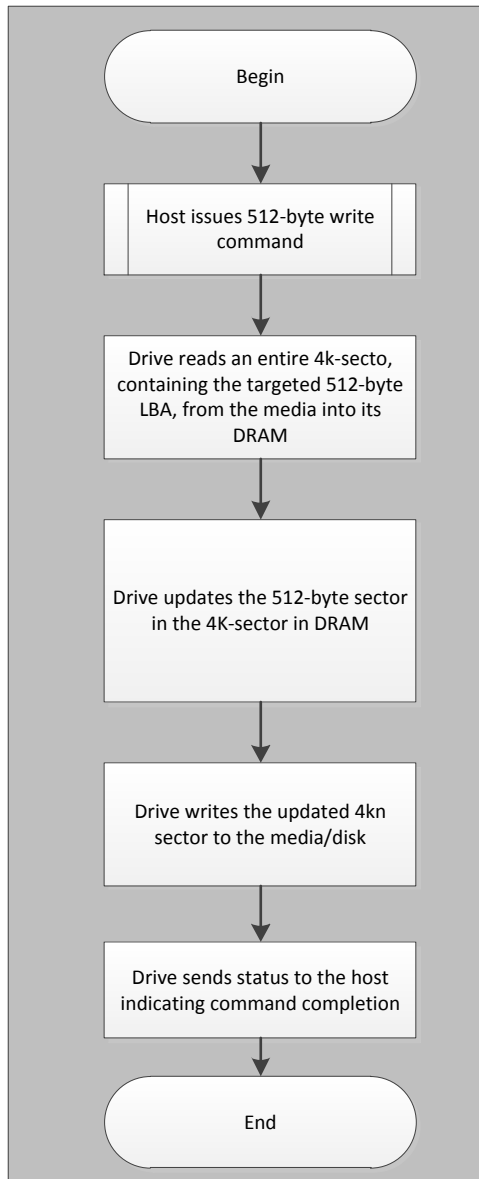 Begin
Host issues 512-byte write
command
Drive reads an entire 4k-secto,
containing the targeted 512-byte
LBA, from the media into its
DRAM
Drive updates the 512-byte sector
in the 4K-sector in DRAM
Drive writes the updated 4kn
sector to the media/disk
Drive sends status to the host
indicating command completion
End